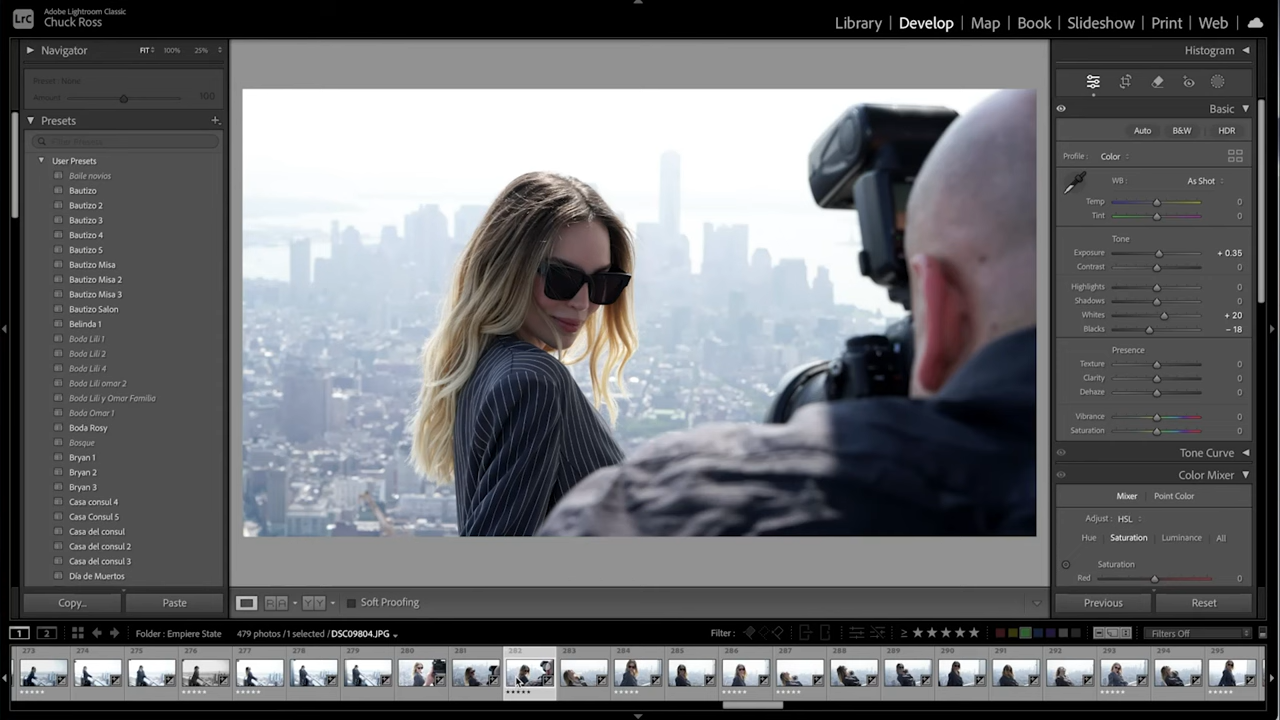 LrC
Adobe Lightroom Classic
Chuck Ross
Library | Develop | Map | Book | Slideshow | Print | Web
Navigator FIT 100% 25%
Histogram
Preset: None
Amount 100
Presets +
Filter Presets
User Presets
Baile novios
Bautizo
Bautizo 2
Bautizo 3
Bautizo 4
Bautizo 5
Bautizo Misa
Bautizo Misa 2
Bautizo Misa 3
Bautizo Salon
Belinda 1
Boda Lili 1
Boda Lili 2
Boda Lili 4
Boda Lili omar 2
Boda Lili y Omar Familia
Boda Omar 1
Boda Rosy
Bosque
Bryan 1
Bryan 2
Bryan 3
Casa consul 4
Casa Consul 5
Casa del consul
Casa del consul 2
Casa del consul 3
Día de Muertos
Copy... Paste
Basic
Auto B&W HDR
Profile : Color
WB : As Shot
Temp 0
Tint 0
Tone
Exposure + 0.35
Contrast 0
Highlights 0
Shadows 0
Whites + 20
Blacks − 18
Presence
Texture 0
Clarity 0
Dehaze 0
Vibrance 0
Saturation 0
Tone Curve
Color Mixer
Mixer Point Color
Adjust : HSL
Hue Saturation Luminance All
Saturation
Red 0
Previous Reset
R A Y Y Soft Proofing
1 2 Folder : Empiere State 479 photos / 1 selected / DSC09804.JPG Filter : ≥ ★ ★ ★ ★ ★ Filters Off
273 274 275 276 277 278 279 280 281 282 283 284 285 286 287 288 289 290 291 292 293 294 295